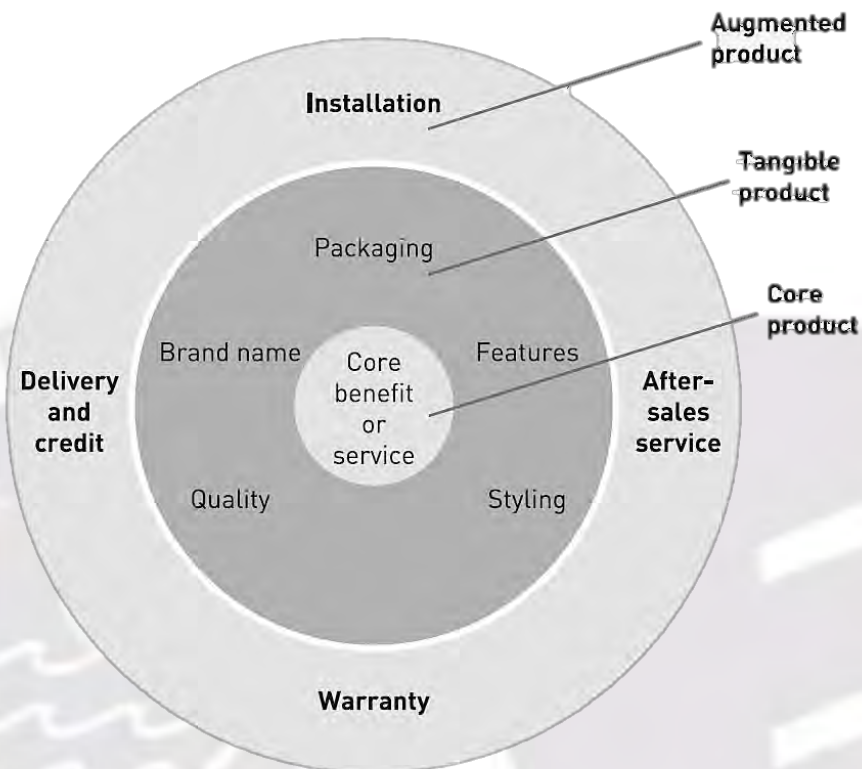 Augmented
product
Installation
Tangible
product
Packaging
Core
product
Brand name
Features
Core
benefit
or
service
Delivery
and
credit
After-
sales
service
Quality
Styling
Warranty